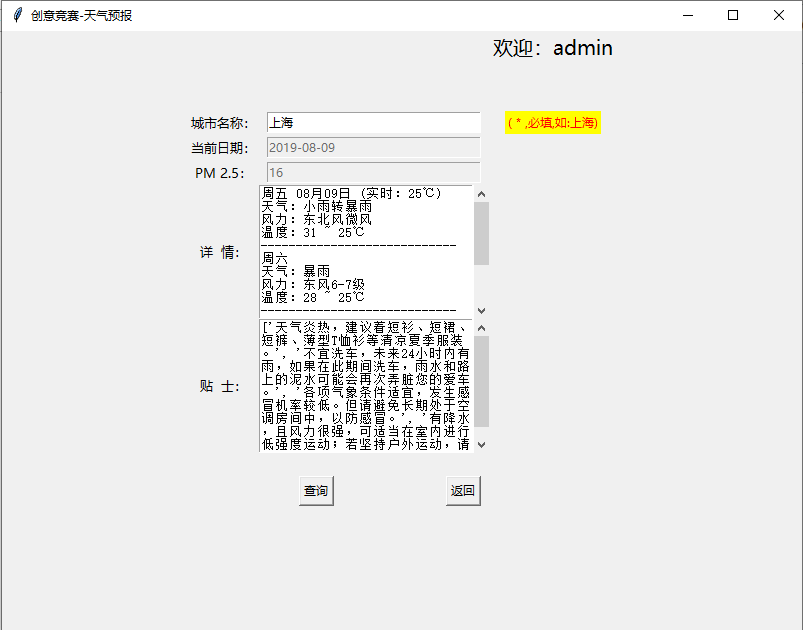 创意竞赛-天气预报
欢迎：admin
城市名称： 上海 ( * ,必填,如:上海)
当前日期： 2019-08-09
PM 2.5： 16
详 情：
周五 08月09日 (实时：25℃)
天气：小雨转暴雨
风力：东北风微风
温度：31 ~ 25℃
----------------------------
周六
天气：暴雨
风力：东风6-7级
温度：28 ~ 25℃
----------------------------
贴 士：
['天气炎热，建议着短衫、短裙、
短裤、薄型T恤衫等清凉夏季服装
。', '不宜洗车，未来24小时内有
雨，如果在此期间洗车，雨水和路
上的泥水可能会再次弄脏您的爱车
。', '各项气象条件适宜，发生感
冒机率较低。但请避免长期处于空
调房间中，以防感冒。', '有降水
，且风力很强，可适当在室内进行
低强度运动；若坚持户外运动，请
查询 返回